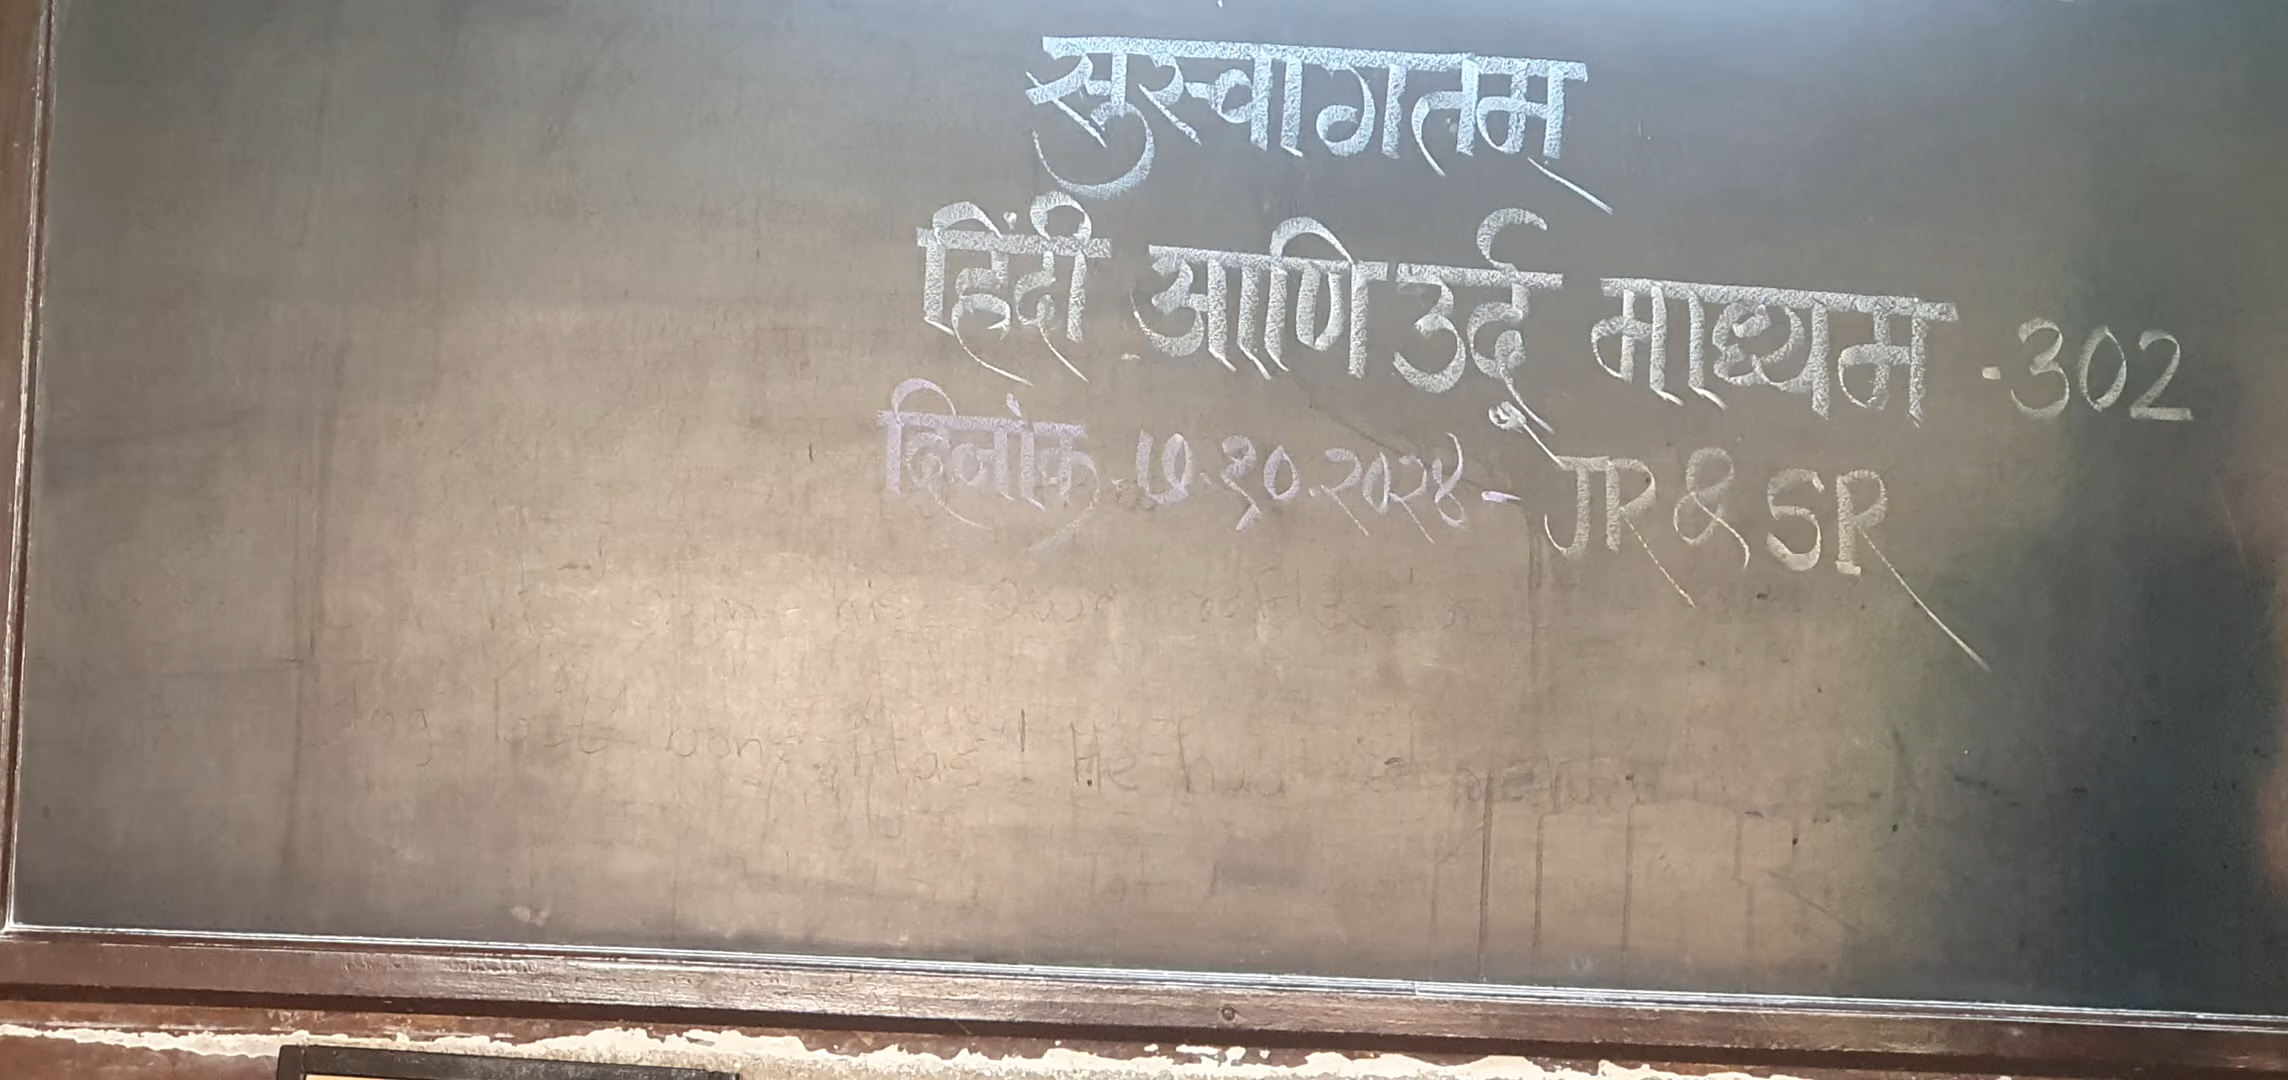 सुस्वागतम्
हिंदी आणि उर्दू माध्यम - 302
दिनांक - ७.१०.२०२४ - JR & SR